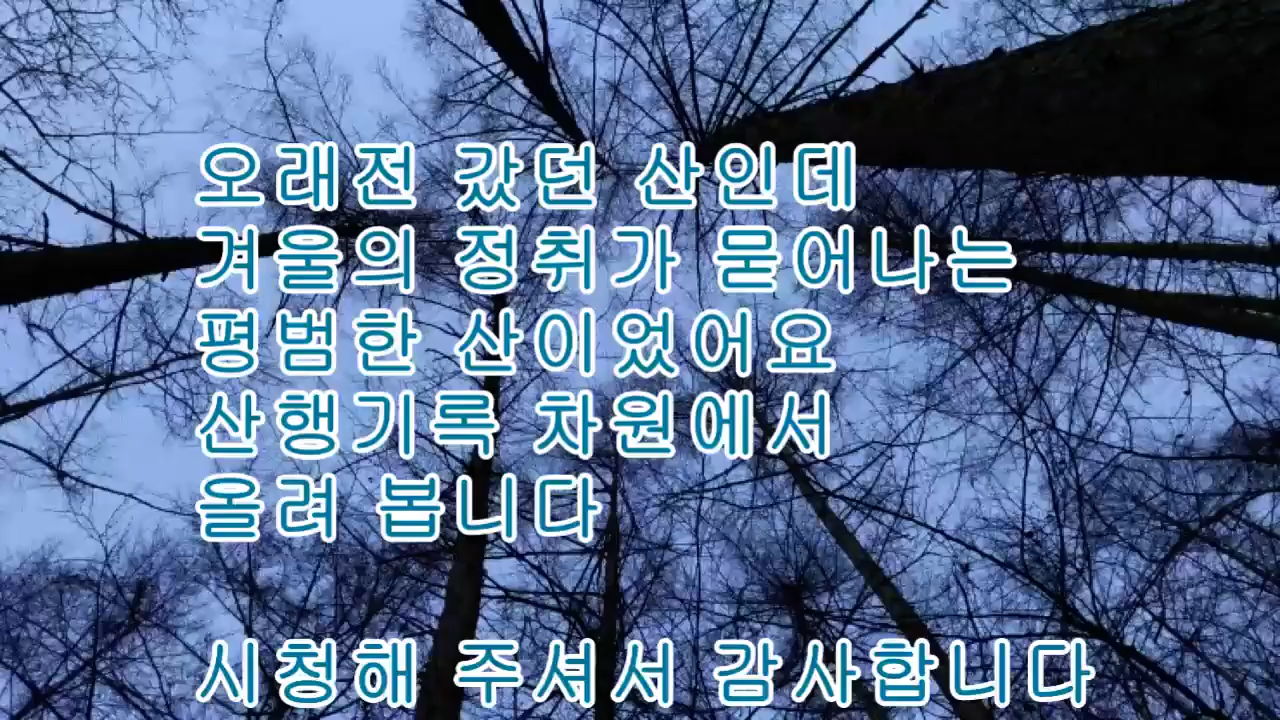 오래전 갔던 산인데
겨울의 정취가 묻어나는
평범한 산이었어요
산행기록 차원에서
올려 봅니다
시청해 주셔서 감사합니다